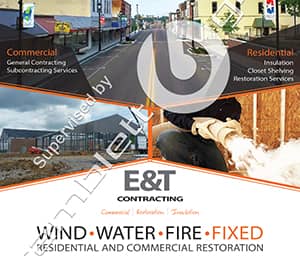 Commercial
General Contracting
Subcontracting Services
Residential
Insulation
Closet Shelving
Restoration Services
Supervised by
E&T
CONTRACTING
Commercial | Restoration | Insulation
WIND•WATER•FIRE•FIXED
RESIDENTIAL AND COMMERCIAL RESTORATION